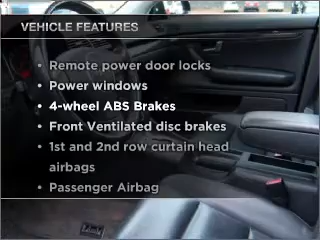 VEHICLE FEATURES
• Remote power door locks
• Power windows
• 4-wheel ABS Brakes
• Front Ventilated disc brakes
• 1st and 2nd row curtain head
airbags
• Passenger Airbag